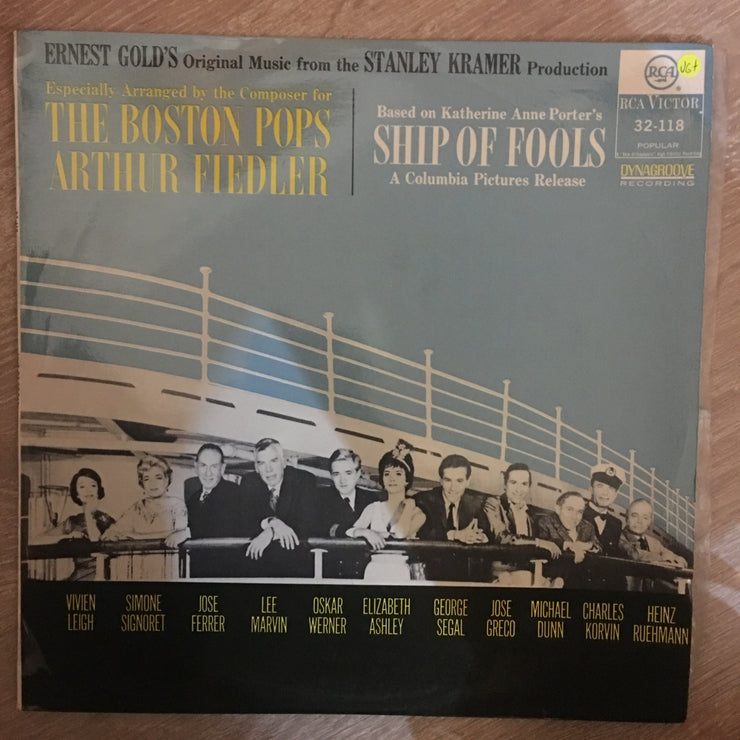 ERNEST GOLD'S Original Music from the STANLEY KRAMER Production
Especially Arranged by the Composer for
THE BOSTON POPS
ARTHUR FIEDLER
Based on Katherine Anne Porter's
SHIP OF FOOLS
A Columbia Pictures Release
RCA
VG+
RCA VICTOR
32-118
POPULAR
DYNAGROOVE
RECORDING
VIVIEN LEIGH
SIMONE SIGNORET
JOSE FERRER
LEE MARVIN
OSKAR WERNER
ELIZABETH ASHLEY
GEORGE SEGAL
JOSE GRECO
MICHAEL DUNN
CHARLES KORVIN
HEINZ RUEHMANN